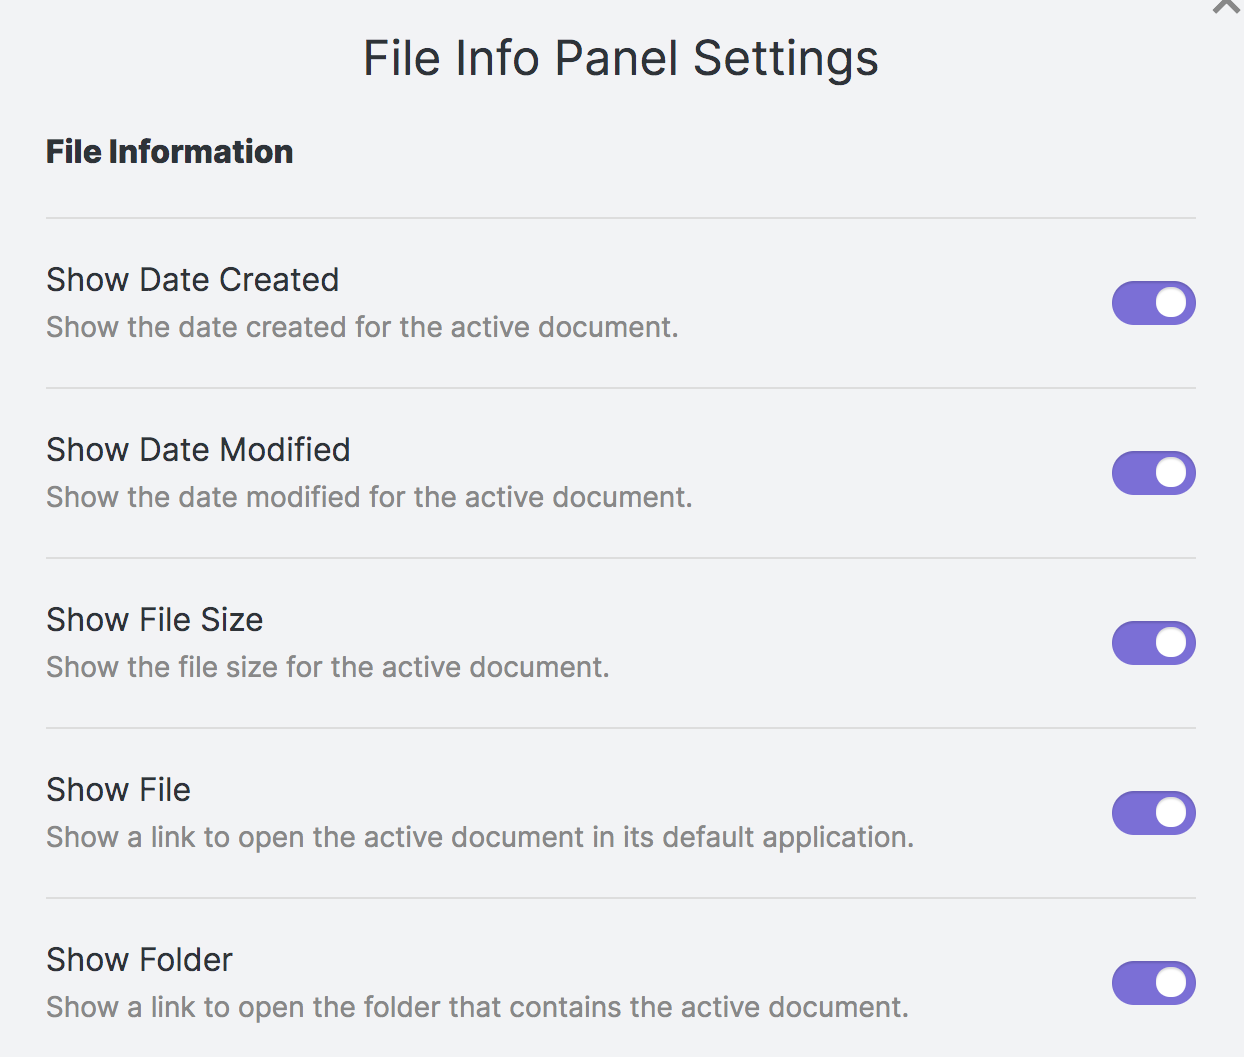 File Info Panel Settings
File Information
Show Date Created
Show the date created for the active document.
Show Date Modified
Show the date modified for the active document.
Show File Size
Show the file size for the active document.
Show File
Show a link to open the active document in its default application.
Show Folder
Show a link to open the folder that contains the active document.